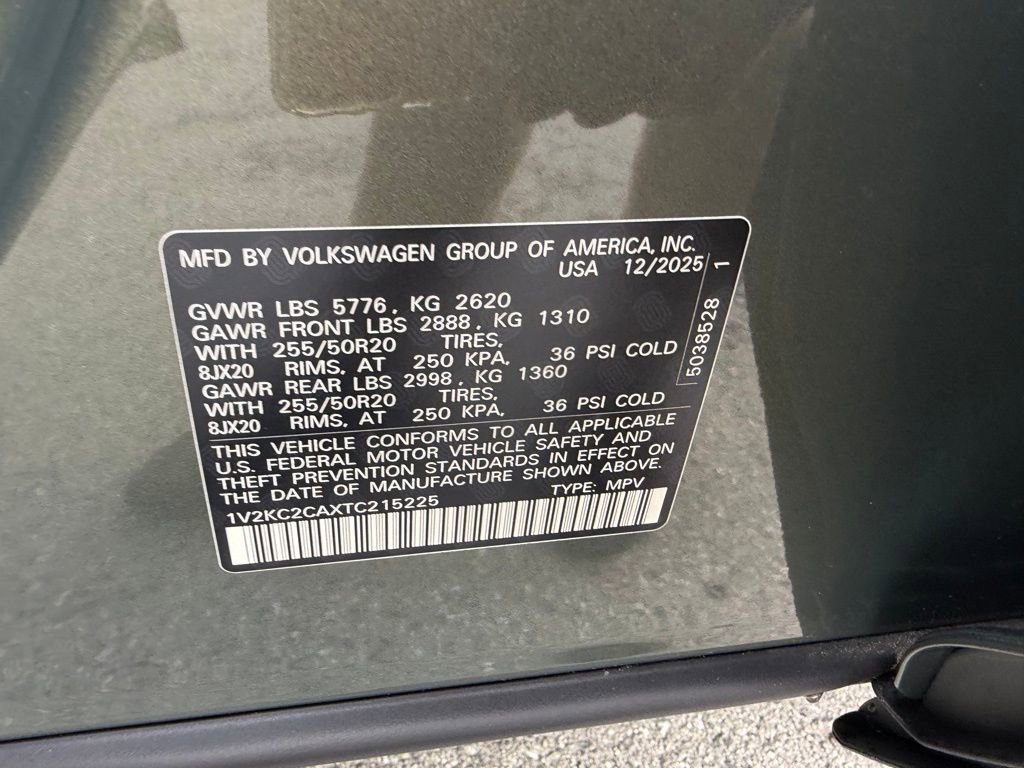 MFD BY VOLKSWAGEN GROUP OF AMERICA, INC.
USA 12/2025
GVWR LBS 5776, KG 2620
GAWR FRONT LBS 2888, KG 1310
WITH 255/50R20 TIRES,
8JX20 RIMS, AT 250 KPA, 36 PSI COLD
GAWR REAR LBS 2998, KG 1360
WITH 255/50R20 TIRES,
8JX20 RIMS, AT 250 KPA, 36 PSI COLD
5038528 1
THIS VEHICLE CONFORMS TO ALL APPLICABLE
U.S. FEDERAL MOTOR VEHICLE SAFETY AND
THEFT PREVENTION STANDARDS IN EFFECT ON
THE DATE OF MANUFACTURE SHOWN ABOVE.
1V2KC2CAXTC215225 TYPE: MPV